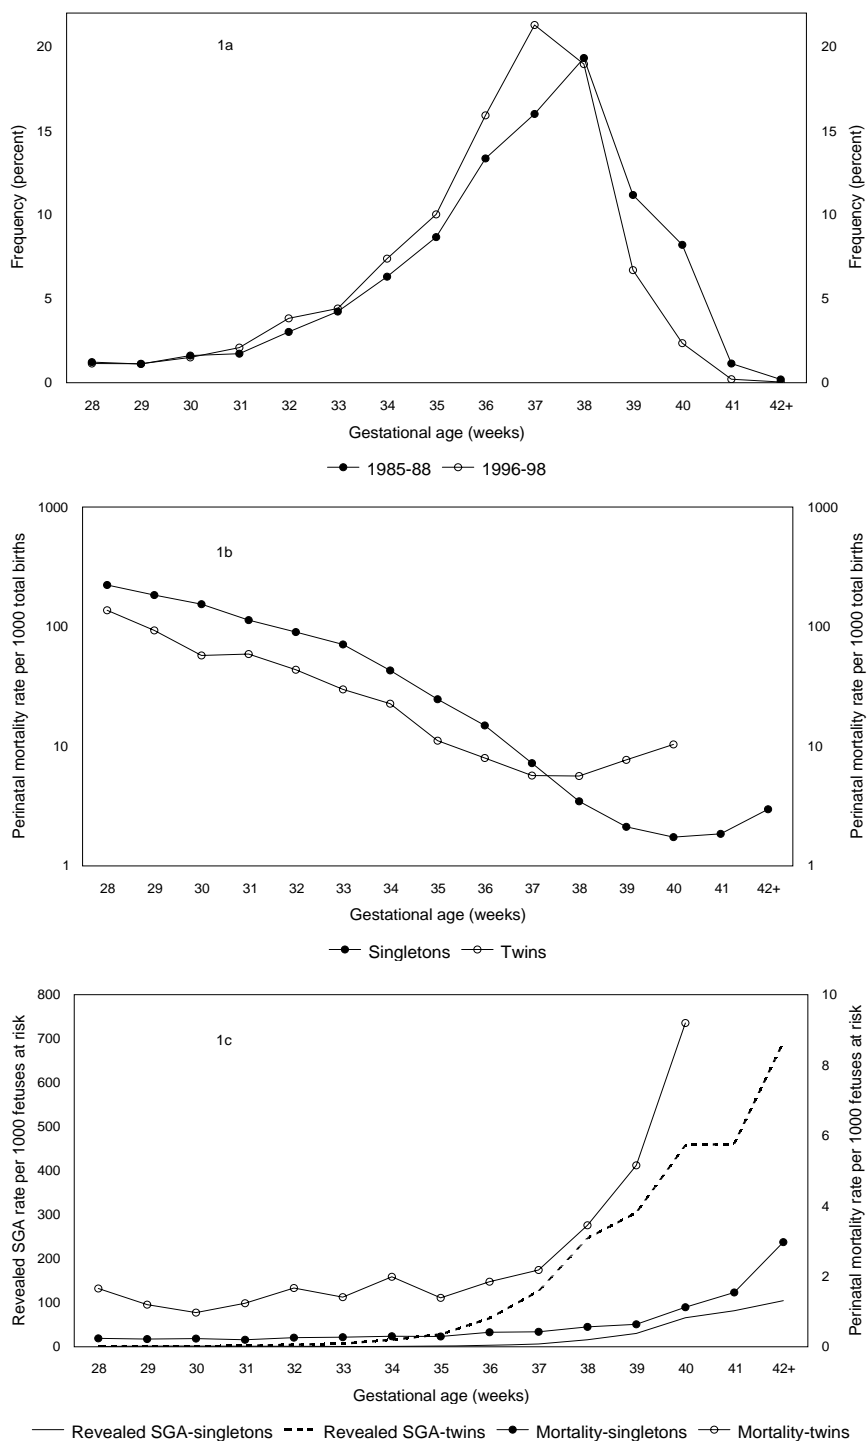 1a
Frequency (percent)
20
15
10
5
0
20
15
10
5
0
Frequency (percent)
28 29 30 31 32 33 34 35 36 37 38 39 40 41 42+
Gestational age (weeks)
1985-88 1996-98
1b
Perinatal mortality rate per 1000 total births
1000
100
10
1
1000
100
10
1
Perinatal mortality rate per 1000 total births
28 29 30 31 32 33 34 35 36 37 38 39 40 41 42+
Gestational age (weeks)
Singletons Twins
1c
Revealed SGA rate per 1000 fetuses at risk
800
700
600
500
400
300
200
100
0
10
8
6
4
2
0
Perinatal mortality rate per 1000 fetuses at risk
28 29 30 31 32 33 34 35 36 37 38 39 40 41 42+
Gestational age (weeks)
Revealed SGA-singletons Revealed SGA-twins Mortality-singletons Mortality-twins